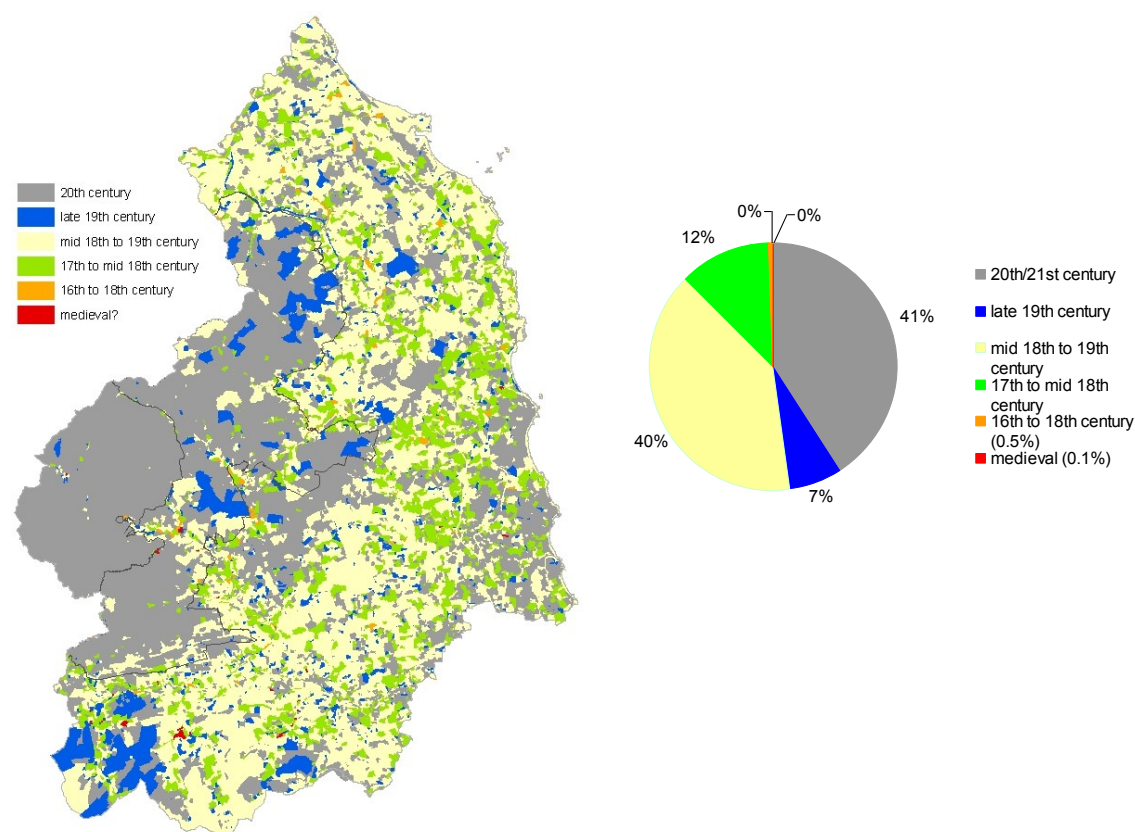 20th century
late 19th century
mid 18th to 19th century
17th to mid 18th century
16th to 18th century
medieval?
0%
0%
12%
41%
40%
7%
20th/21st century
late 19th century
mid 18th to 19th
century
17th to mid 18th
century
16th to 18th century
(0.5%)
medieval (0.1%)